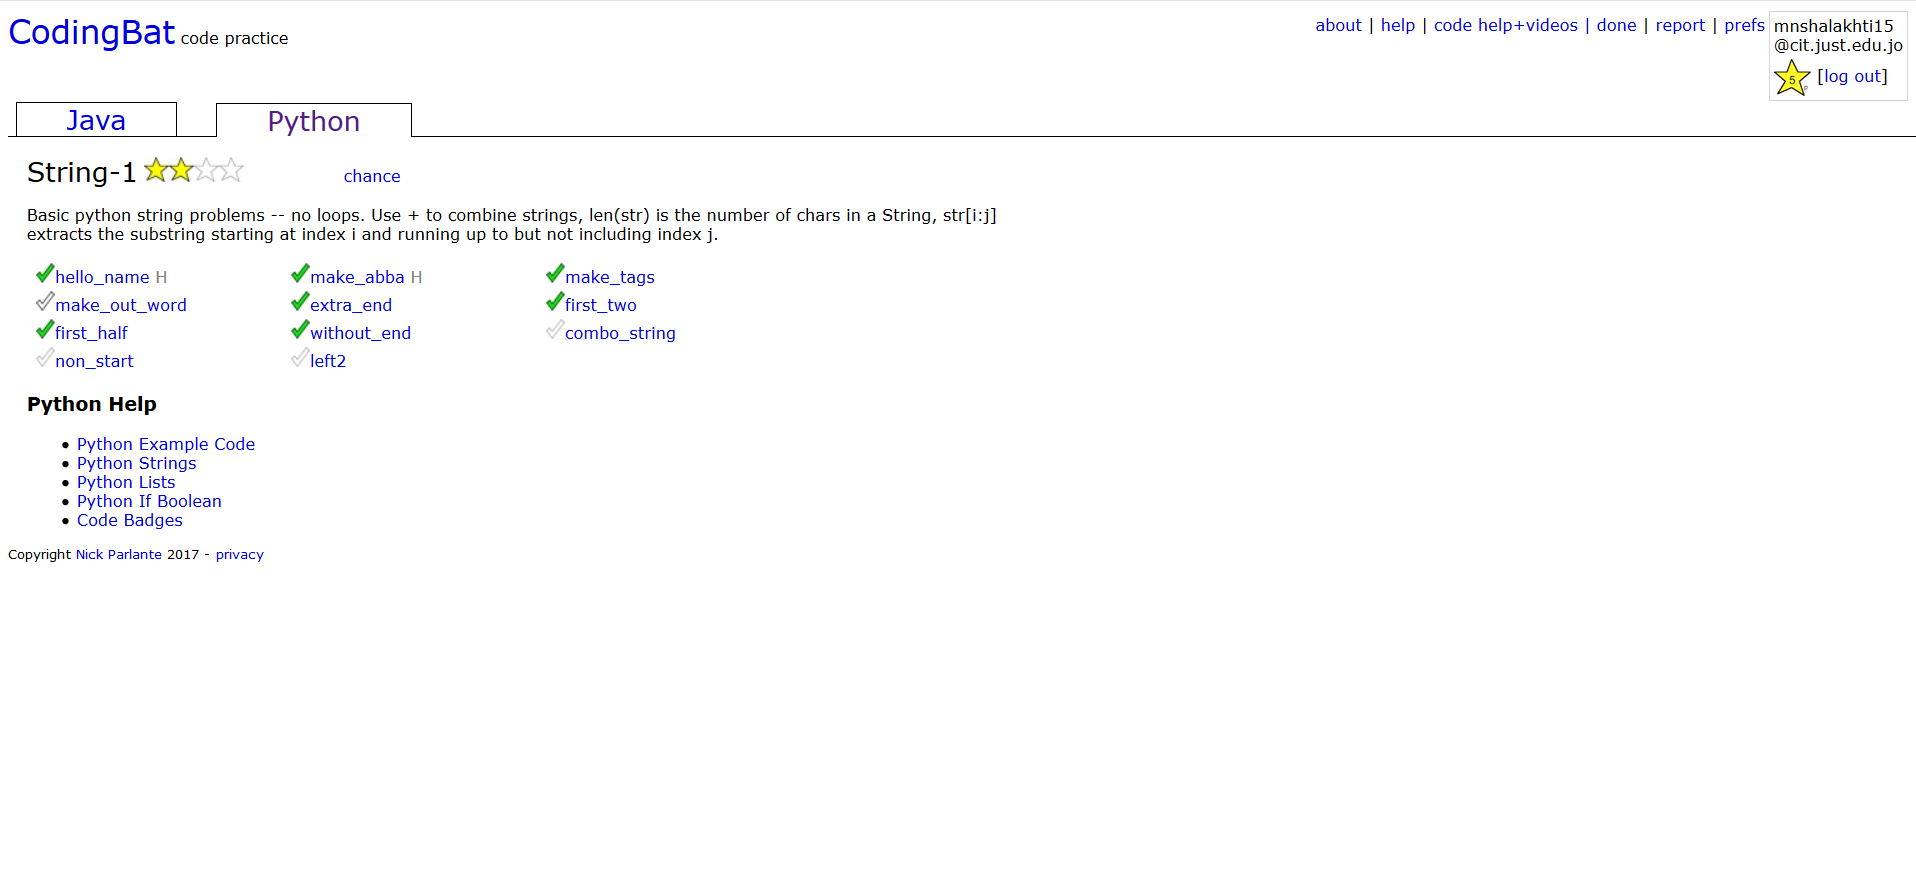 CodingBat code practice
about | help | code help+videos | done | report | prefs
mnshalakhti15
@cit.just.edu.jo
5 P [log out]
Java Python
String-1 chance
Basic python string problems -- no loops. Use + to combine strings, len(str) is the number of chars in a String, str[i:j]
extracts the substring starting at index i and running up to but not including index j.
hello_name H make_abba H make_tags
make_out_word extra_end first_two
first_half without_end combo_string
non_start left2
Python Help
• Python Example Code
• Python Strings
• Python Lists
• Python If Boolean
• Code Badges
Copyright Nick Parlante 2017 - privacy